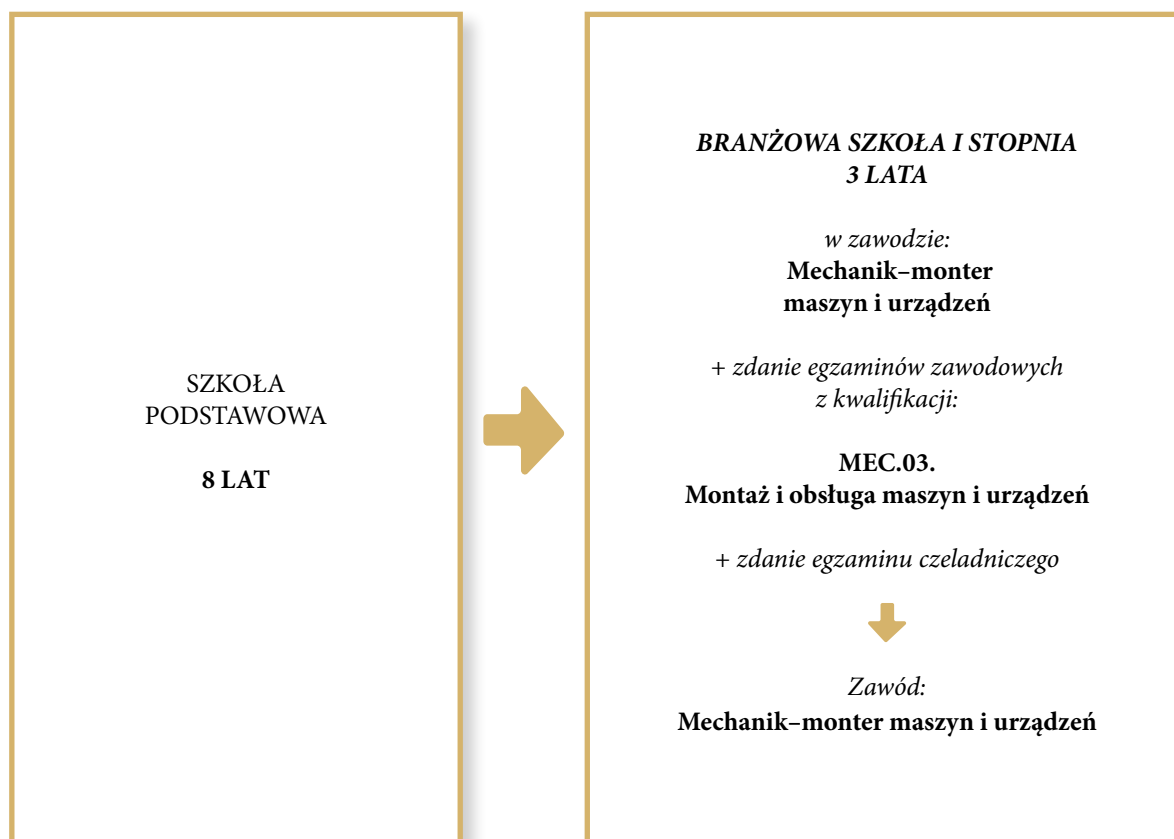 SZKOŁA
PODSTAWOWA
8 LAT
BRANŻOWA SZKOŁA I STOPNIA
3 LATA
w zawodzie:
Mechanik–monter
maszyn i urządzeń
+ zdanie egzaminów zawodowych
z kwalifikacji:
MEC.03.
Montaż i obsługa maszyn i urządzeń
+ zdanie egzaminu czeladniczego
Zawód:
Mechanik–monter maszyn i urządzeń